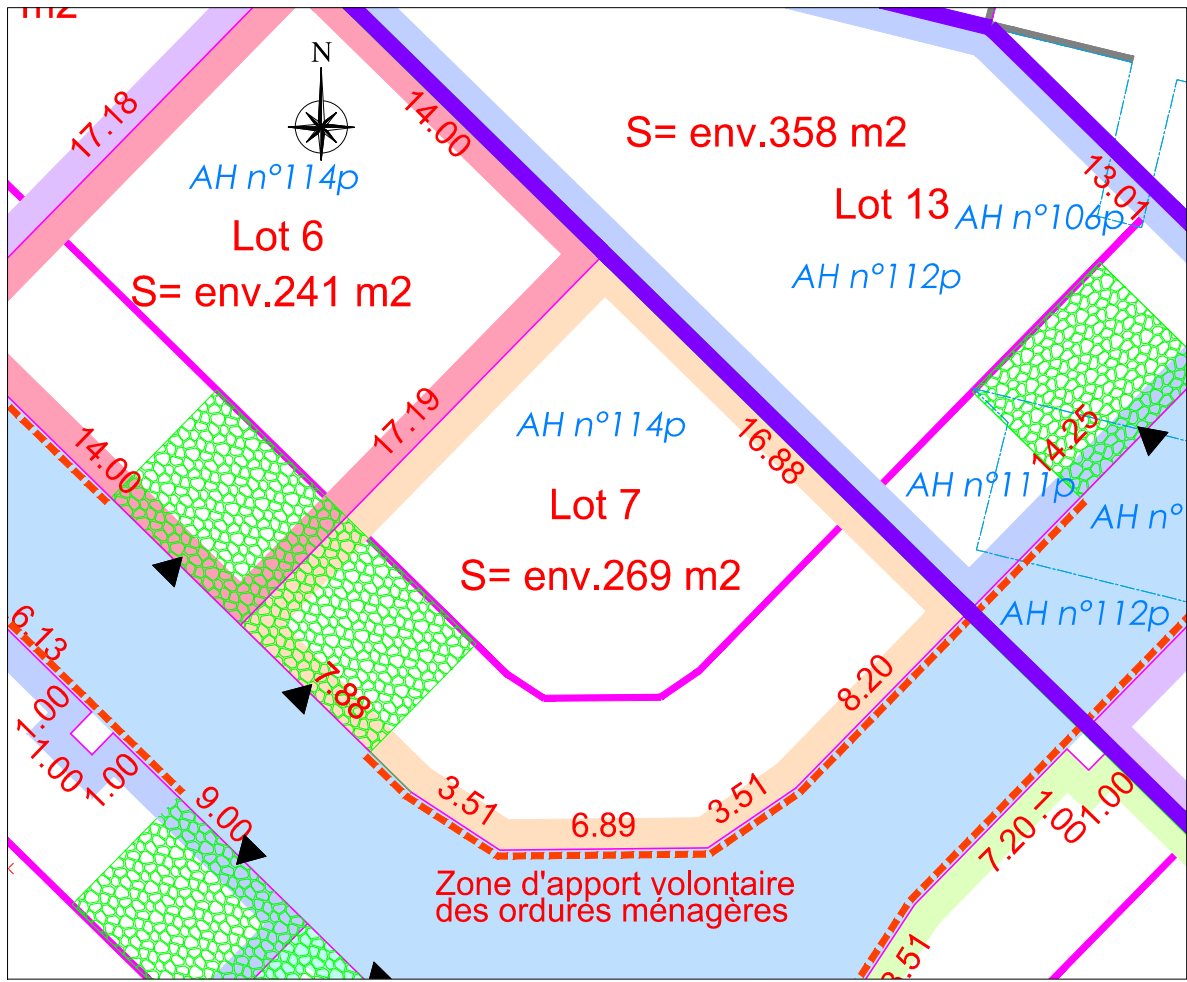 m2
N
17.18
14.00
S= env.358 m2
13.01
AH n°114p
Lot 13
AH n°106p
Lot 6
AH n°112p
S= env.241 m2
17.19
AH n°114p
16.88
14.25
14.00
AH n°111p
Lot 7
AH n°
S= env.269 m2
AH n°112p
6.13
7.88
8.20
1.00
1.00
1.00
9.00
3.51
6.89
3.51
1.00
1.00
7.20
Zone d'apport volontaire
des ordures ménagères
3.51